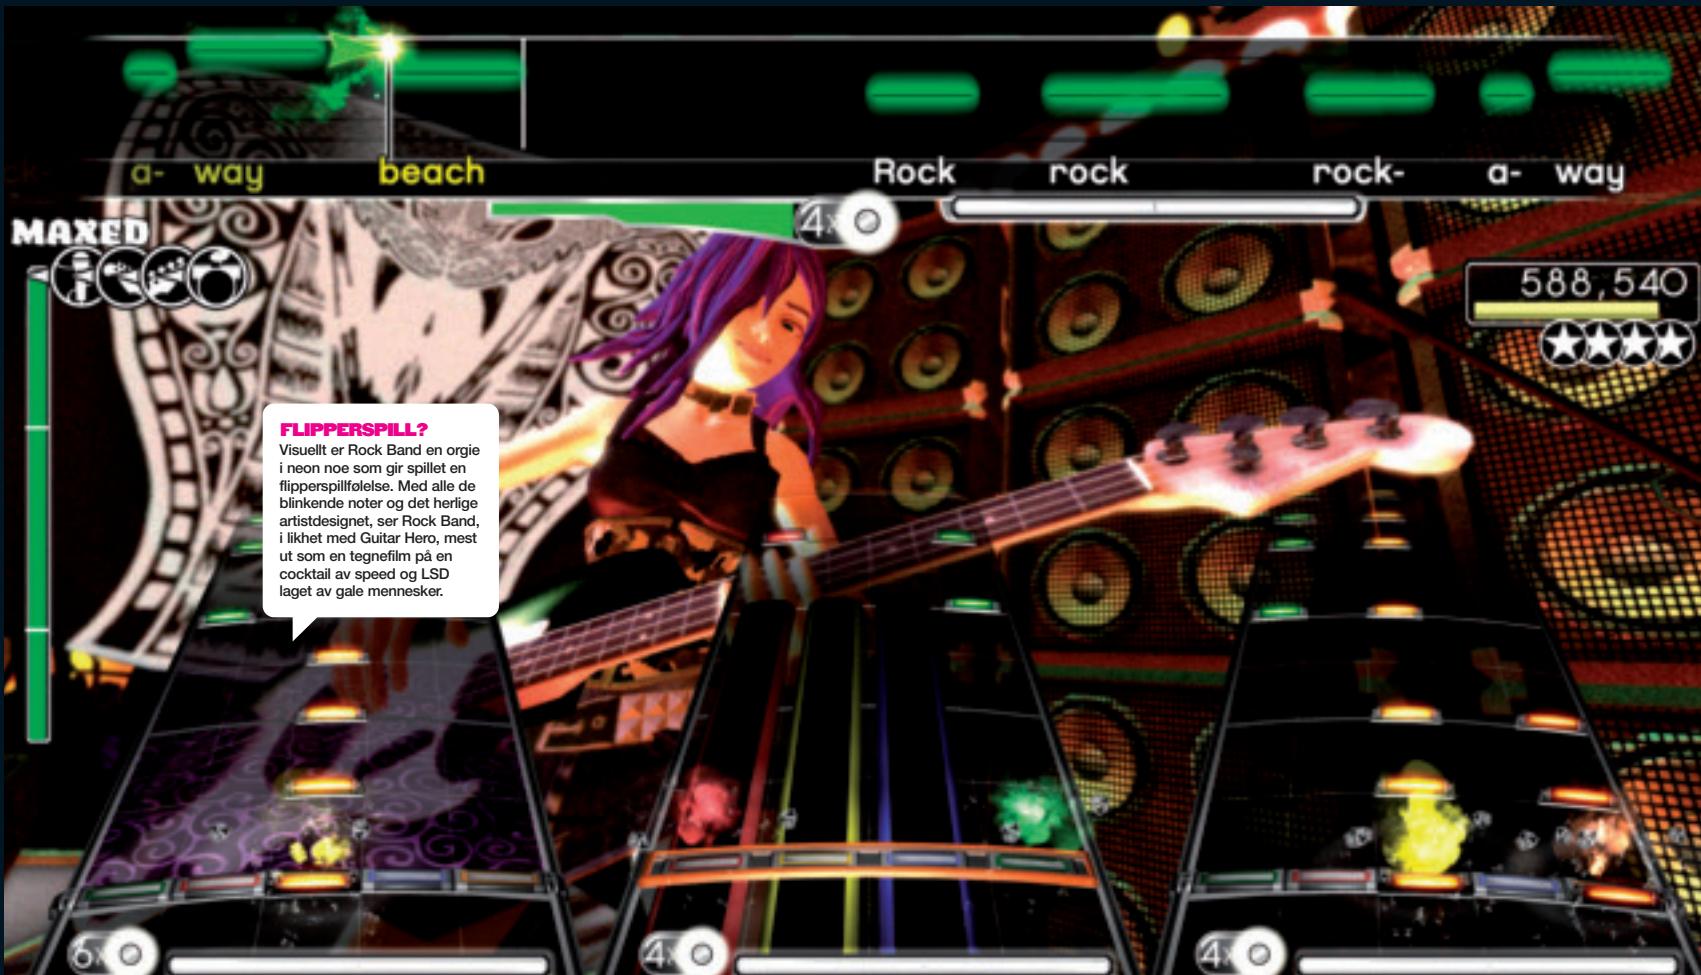 a- way beach Rock rock rock- a- way
MAXED
4x
588,540
FLIPPERSPILL?
Visuellt er Rock Band en orgie
i neon noe som gir spillet en
flipperspillfølelse. Med alle de
blinkende noter og det herlige
artistdesignet, ser Rock Band,
i likhet med Guitar Hero, mest
ut som en tegnefilm på en
cocktail av speed og LSD
laget av gale mennesker.
6x 4x 4x